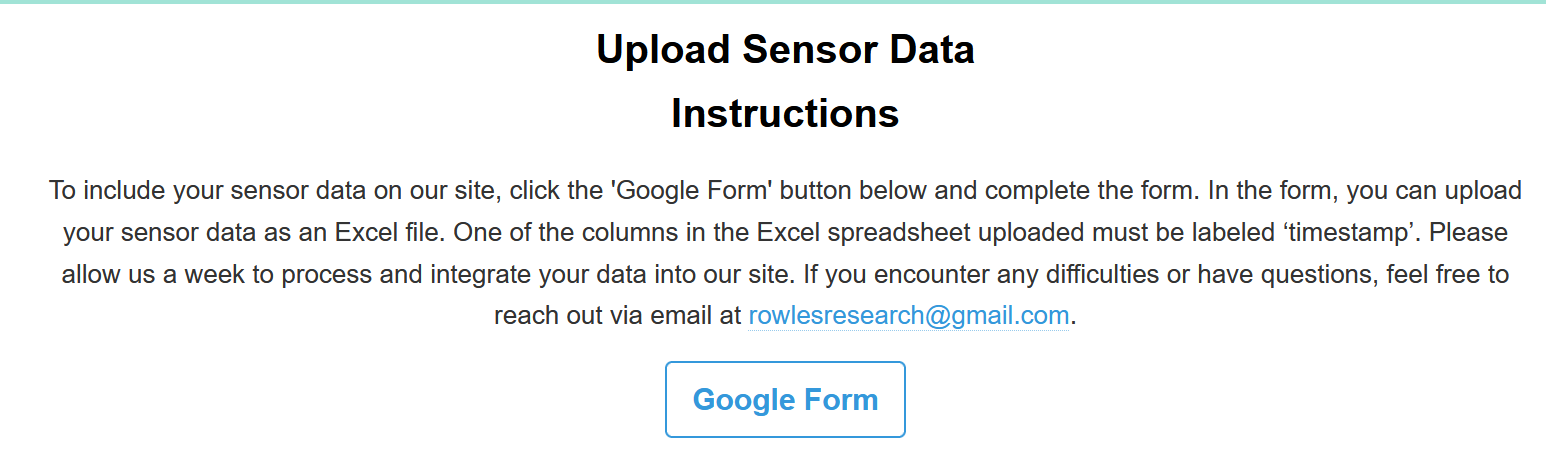 Upload Sensor Data
Instructions
To include your sensor data on our site, click the 'Google Form' button below and complete the form. In the form, you can upload
your sensor data as an Excel file. One of the columns in the Excel spreadsheet uploaded must be labeled ‘timestamp’. Please
allow us a week to process and integrate your data into our site. If you encounter any difficulties or have questions, feel free to
reach out via email at rowlesresearch@gmail.com.
Google Form